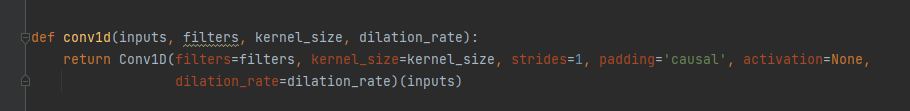 def conv1d(inputs, filters, kernel_size, dilation_rate):
return Conv1D(filters=filters, kernel_size=kernel_size, strides=1, padding='causal', activation=None,
dilation_rate=dilation_rate)(inputs)